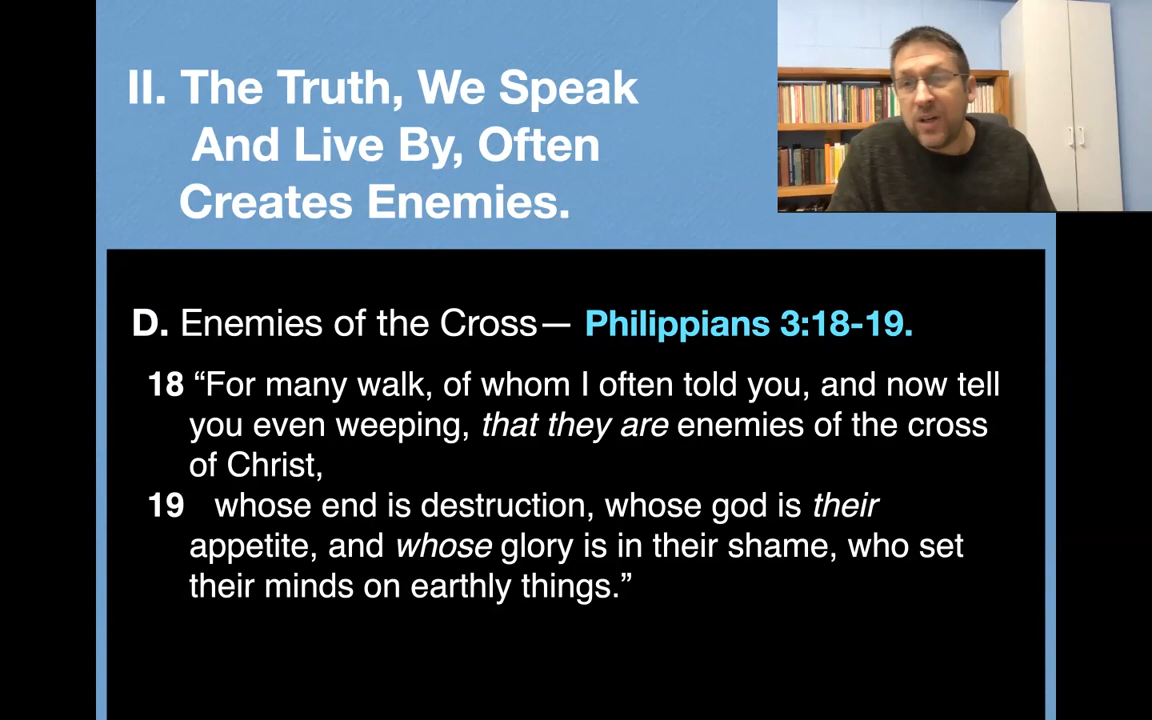 II. The Truth, We Speak
And Live By, Often
Creates Enemies.
D. Enemies of the Cross— Philippians 3:18-19.
18 “For many walk, of whom I often told you, and now tell
you even weeping, that they are enemies of the cross
of Christ,
19 whose end is destruction, whose god is their
appetite, and whose glory is in their shame, who set
their minds on earthly things.”